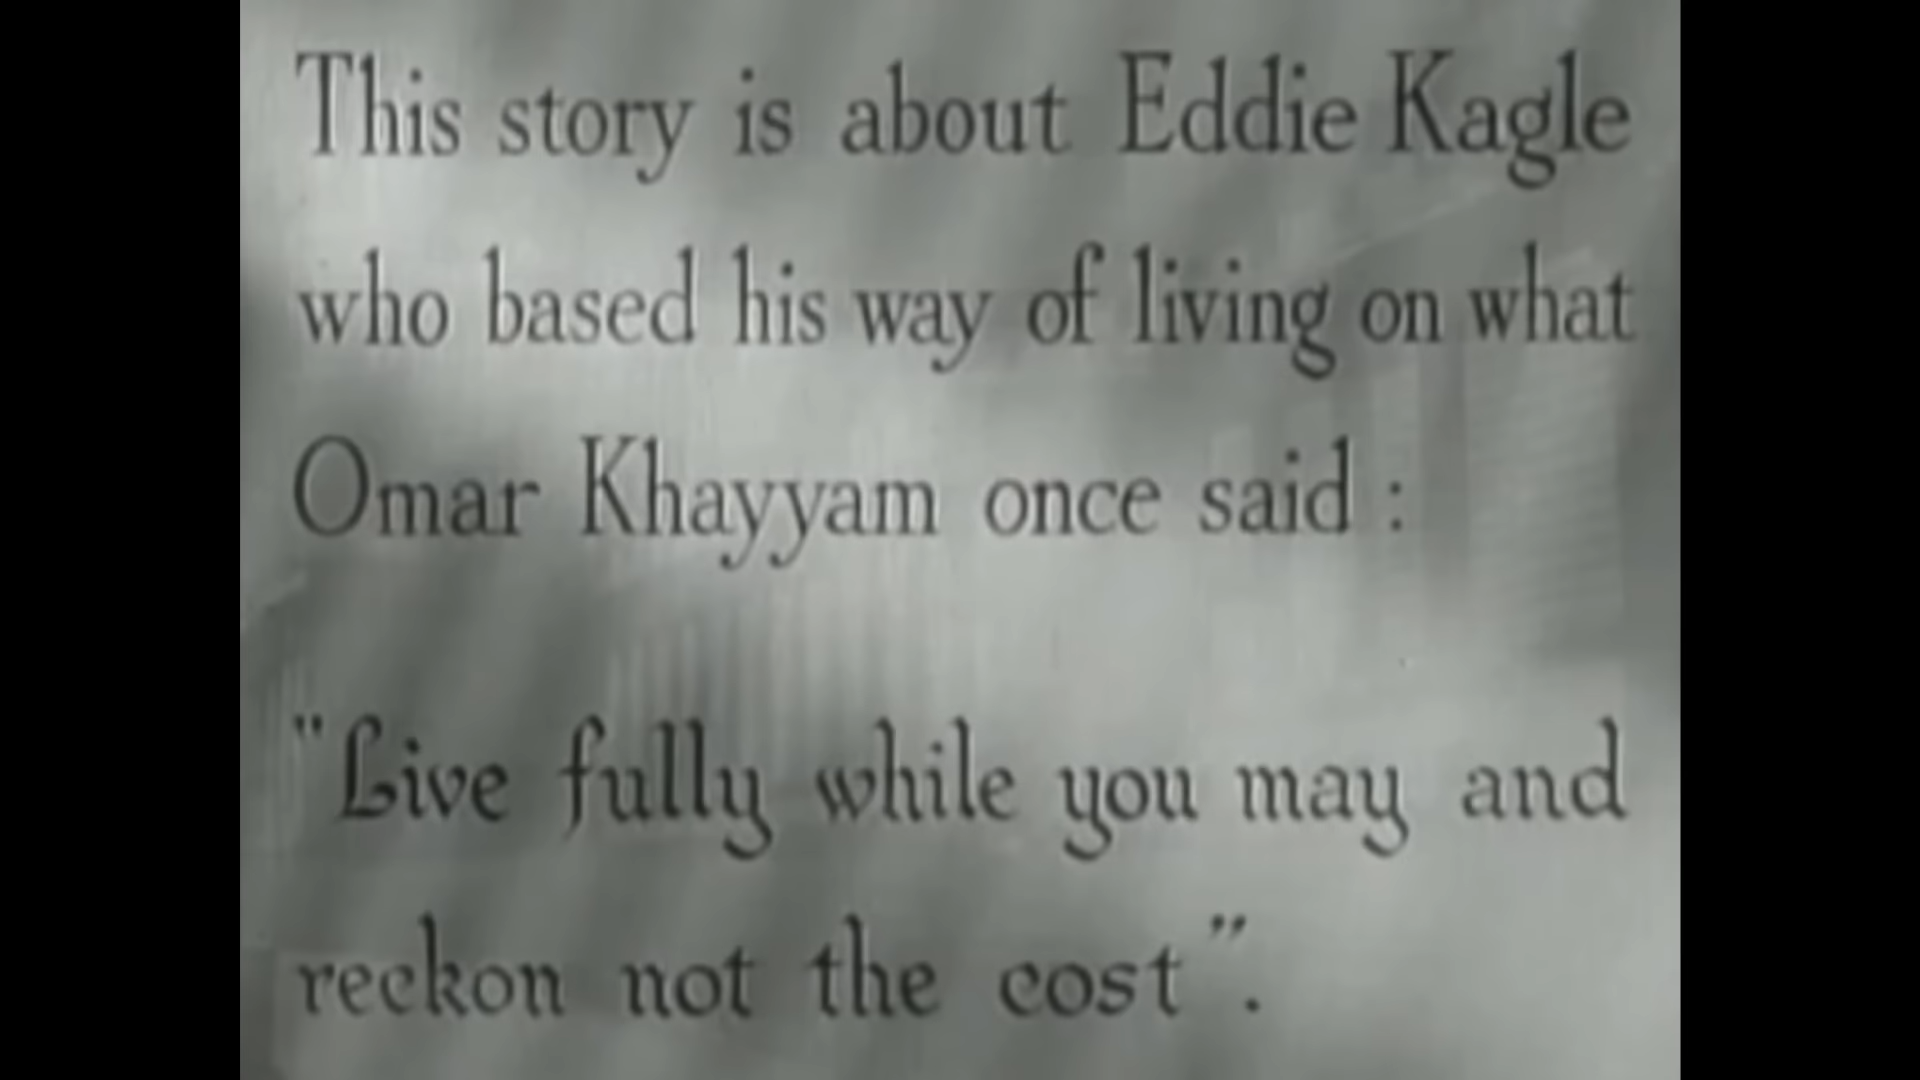 This story is about Eddie Kagle
who based his way of living on what
Omar Khayyam once said :
"Live fully while you may and
reckon not the cost".